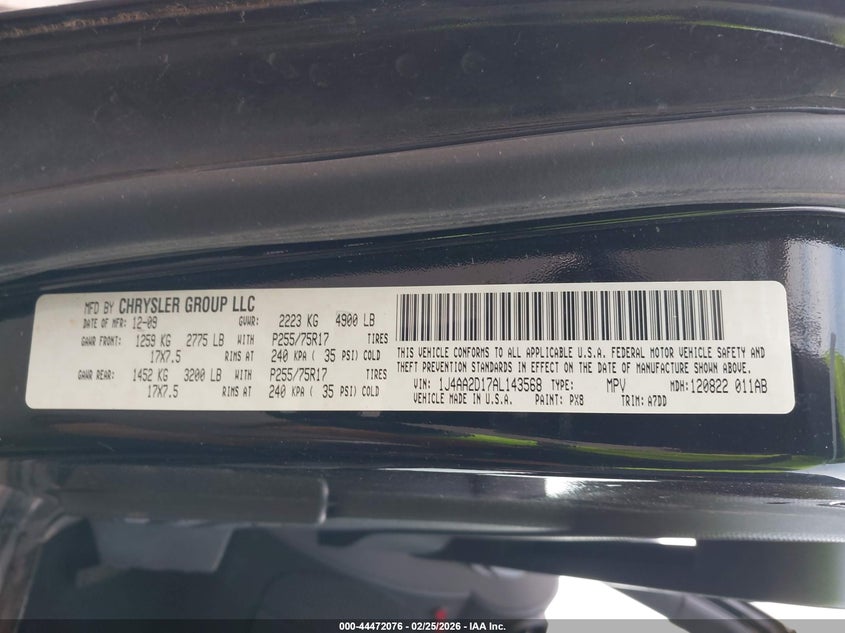 MFD BY CHRYSLER GROUP LLC
DATE OF MFR: 12-09 GVWR: 2223 KG 4900 LB
GAWR FRONT: 1259 KG 2775 LB WITH P255/75R17 TIRES
17X7.5 RIMS AT 240 KPA ( 35 PSI) COLD
GAWR REAR: 1452 KG 3200 LB WITH P255/75R17 TIRES
17X7.5 RIMS AT 240 KPA ( 35 PSI) COLD
THIS VEHICLE CONFORMS TO ALL APPLICABLE U.S.A. FEDERAL MOTOR VEHICLE SAFETY AND
THEFT PREVENTION STANDARDS IN EFFECT ON THE DATE OF MANUFACTURE SHOWN ABOVE.
VIN: 1J4AA2D17AL143568 TYPE: MPV MDH: 120822 011AB
VEHICLE MADE IN U.S.A. PAINT: PX8 TRIM: A7DD
000-44472076 - 02/25/2026 - IAA Inc.